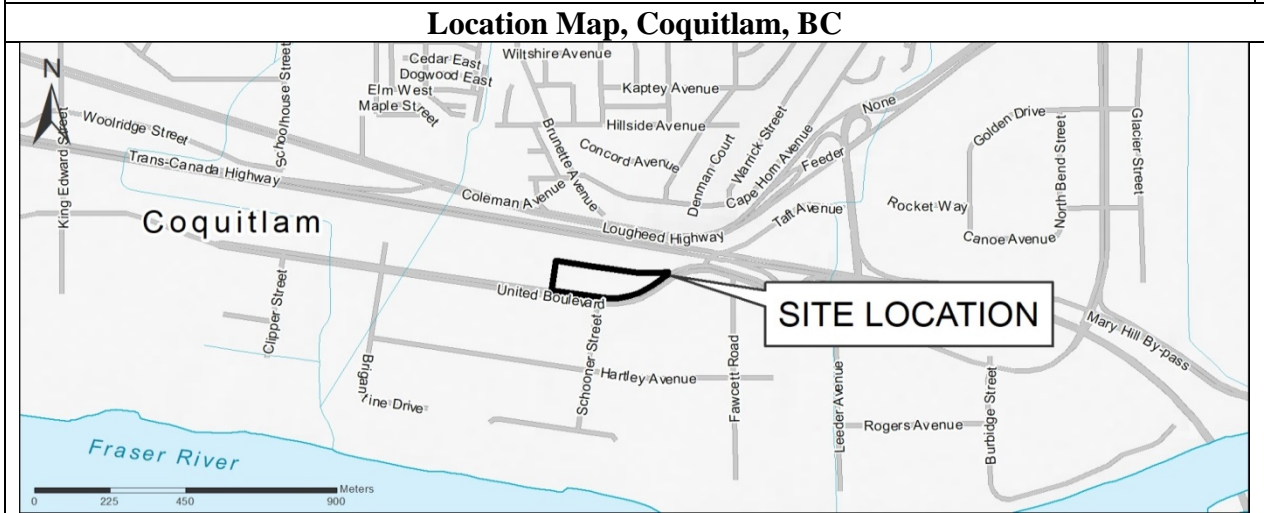 Location Map, Coquitlam, BC
N
King Edward Street
Woolridge Street
Schoolhouse Street
Trans-Canada Highway
Cedar East
Dogwood East
Elm West
Maple Street
Wiltshire Avenue
Kaptey Avenue
Hillside Avenue
Brunette Avenue
Concord Avenue
Denman Court
Warrick Street
Cape Horn Avenue
Feeder
None
Golden Drive
Glacier Street
North Bend Street
Rocket Way
Canoe Avenue
Taft Avenue
Coleman Avenue
Lougheed Highway
Coquitlam
United Boulevard
SITE LOCATION
Mary Hill By-pass
Clipper Street
Brigantine Drive
Schooner Street
Hartley Avenue
Fawcett Road
Leeder Avenue
Rogers Avenue
Burbidge Street
Fraser River
Meters
0 225 450 900